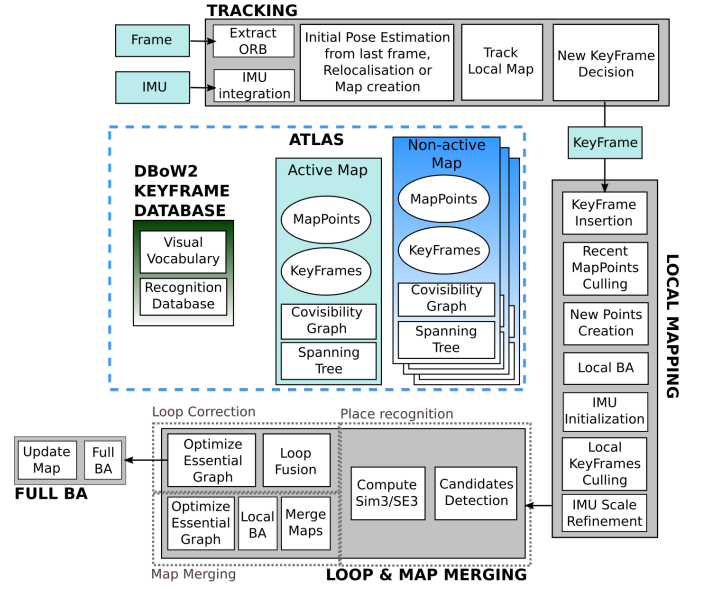 TRACKING
Frame
IMU
Extract
ORB
IMU
integration
Initial Pose Estimation
from last frame,
Relocalisation or
Map creation
Track
Local Map
New KeyFrame
Decision
KeyFrame
ATLAS
DBoW2
KEYFRAME
DATABASE
Visual
Vocabulary
Recognition
Database
Active Map
MapPoints
KeyFrames
Covisibility
Graph
Spanning
Tree
Non-active
Map
MapPoints
KeyFrames
Covisibility
Graph
Spanning
Tree
LOCAL MAPPING
KeyFrame
Insertion
Recent
MapPoints
Culling
New Points
Creation
Local BA
IMU
Initialization
Local
KeyFrames
Culling
IMU Scale
Refinement
Loop Correction
Place recognition
Optimize
Essential
Graph
Loop
Fusion
Compute
Sim3/SE3
Candidates
Detection
Update
Map
Full
BA
FULL BA
Optimize
Essential
Graph
Local
BA
Merge
Maps
Map Merging
LOOP & MAP MERGING